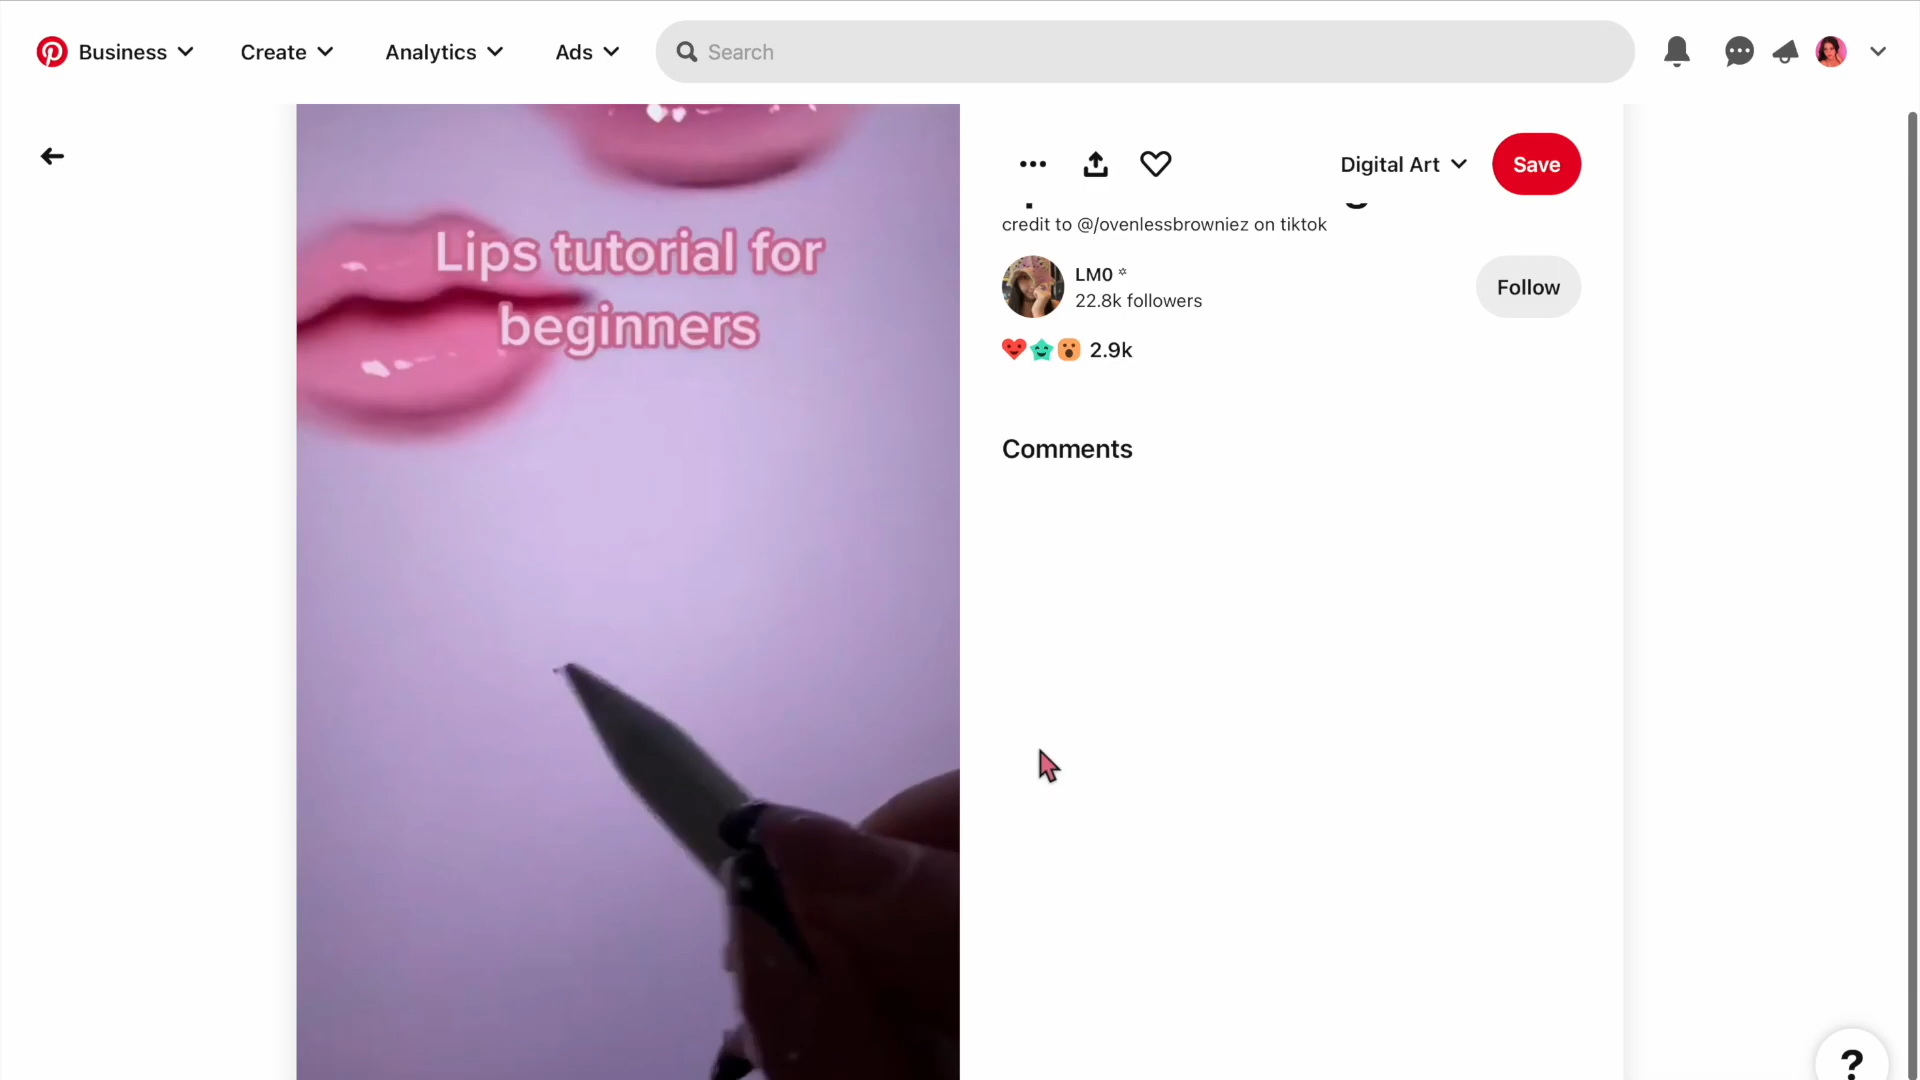 Business
Create
Analytics
Ads
Search
Digital Art
Save
credit to @/ovenlessbrowniez on tiktok
LM0 ✡
22.8k followers
Follow
2.9k
Comments
Lips tutorial for
beginners
?